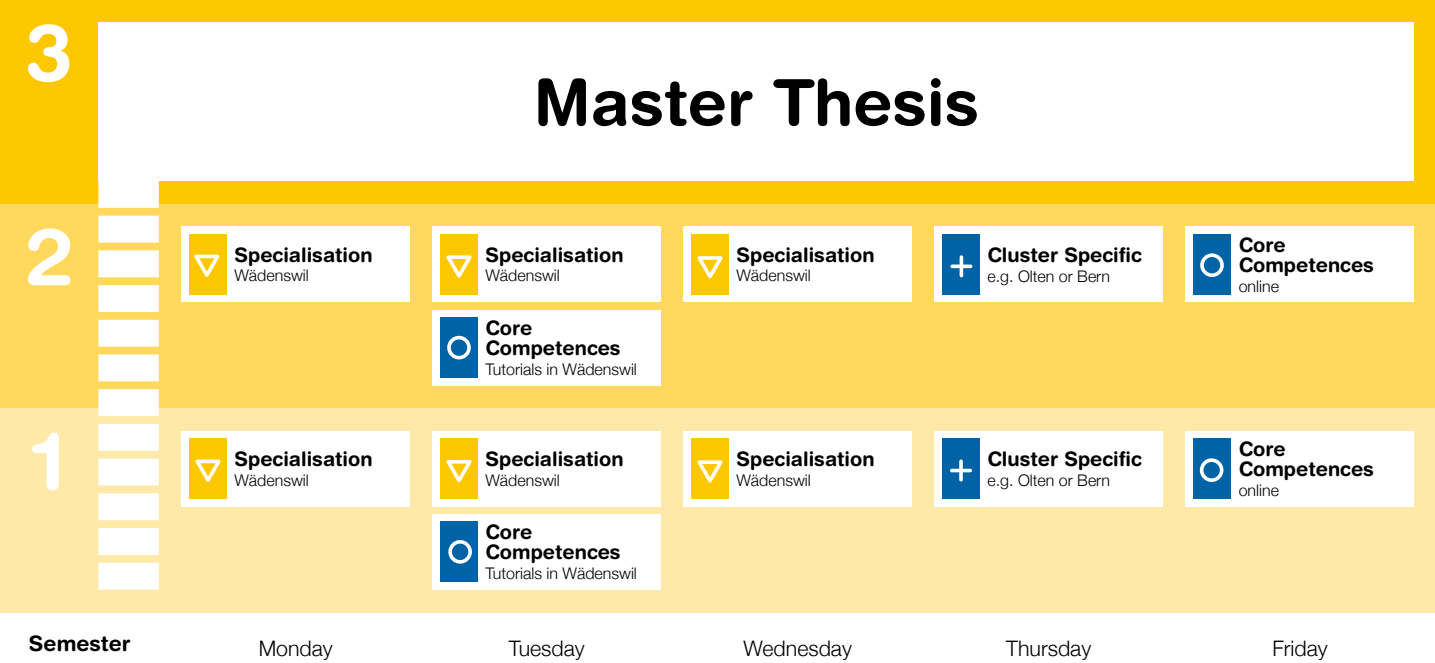 3
Master Thesis
2
Specialisation
Wädenswil
Specialisation
Wädenswil
Specialisation
Wädenswil
Cluster Specific
e.g. Olten or Bern
Core
Competences
online
Core
Competences
Tutorials in Wädenswil
1
Specialisation
Wädenswil
Specialisation
Wädenswil
Specialisation
Wädenswil
Cluster Specific
e.g. Olten or Bern
Core
Competences
online
Core
Competences
Tutorials in Wädenswil
Semester Monday Tuesday Wednesday Thursday Friday